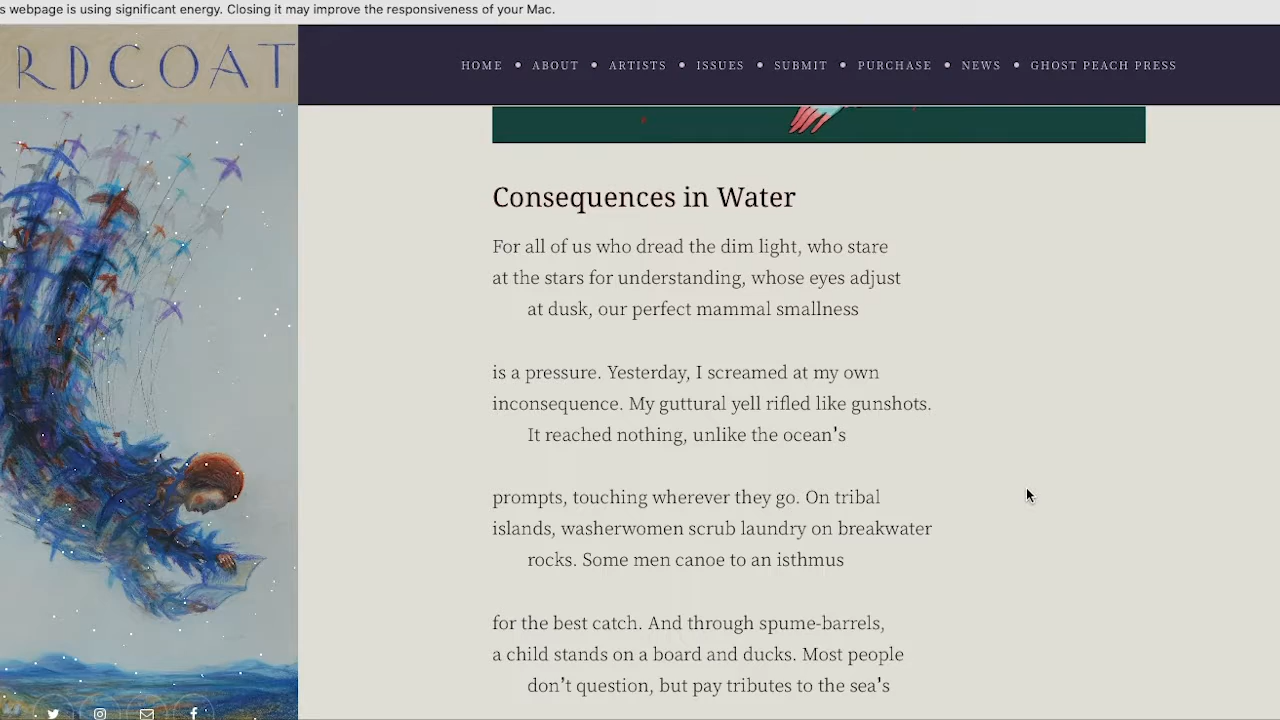 s webpage is using significant energy. Closing it may improve the responsiveness of your Mac.
RDCOAT
HOME • ABOUT • ARTISTS • ISSUES • SUBMIT • PURCHASE • NEWS • GHOST PEACH PRESS
Consequences in Water
For all of us who dread the dim light, who stare
at the stars for understanding, whose eyes adjust
at dusk, our perfect mammal smallness
is a pressure. Yesterday, I screamed at my own
inconsequence. My guttural yell rifled like gunshots.
It reached nothing, unlike the ocean's
prompts, touching wherever they go. On tribal
islands, washerwomen scrub laundry on breakwater
rocks. Some men canoe to an isthmus
for the best catch. And through spume-barrels,
a child stands on a board and ducks. Most people
don't question, but pay tributes to the sea's